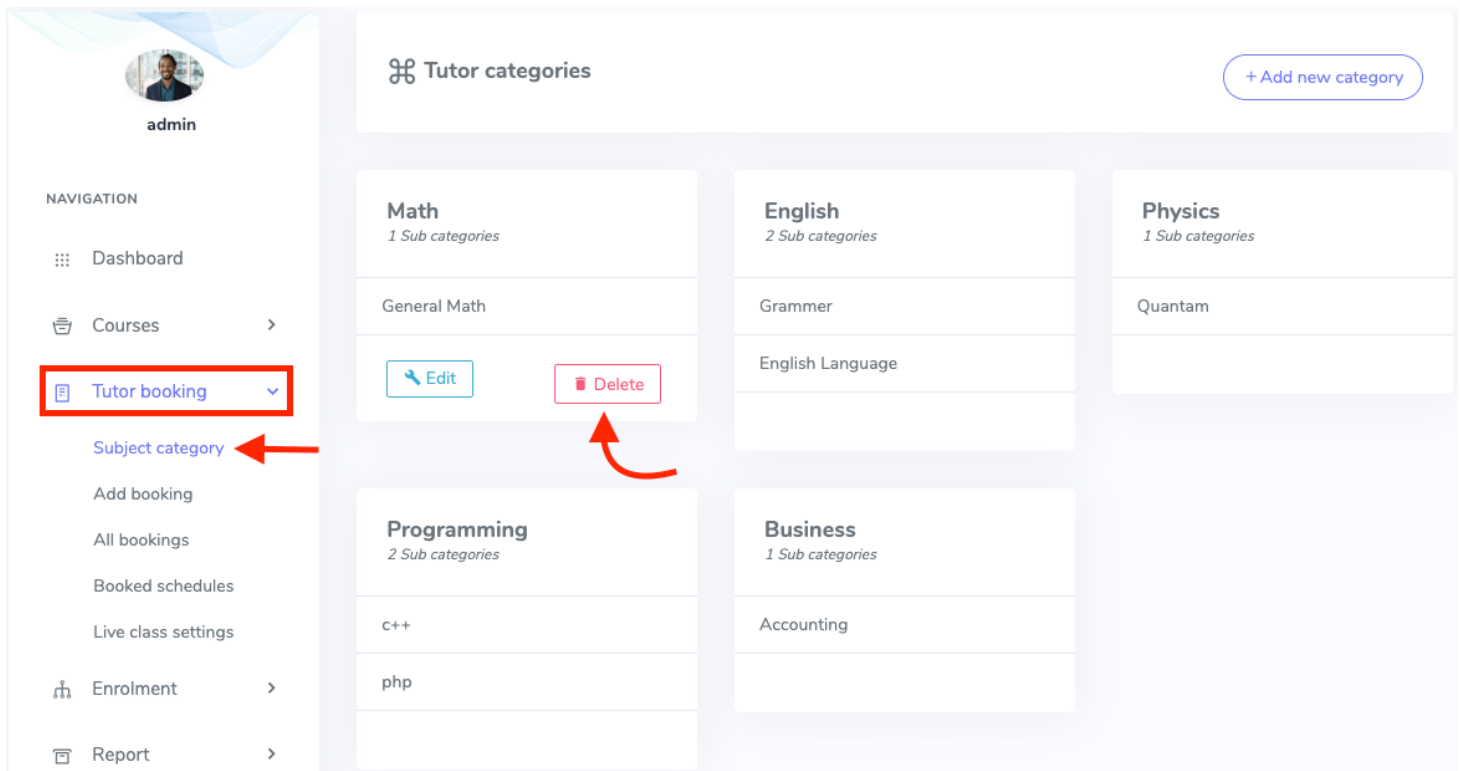 admin
NAVIGATION
Dashboard
Courses
Tutor booking
Subject category
Add booking
All bookings
Booked schedules
Live class settings
Enrolment
Report
Tutor categories
+ Add new category
Math
1 Sub categories
General Math
Edit
Delete
English
2 Sub categories
Grammer
English Language
Physics
1 Sub categories
Quantam
Programming
2 Sub categories
c++
php
Business
1 Sub categories
Accounting